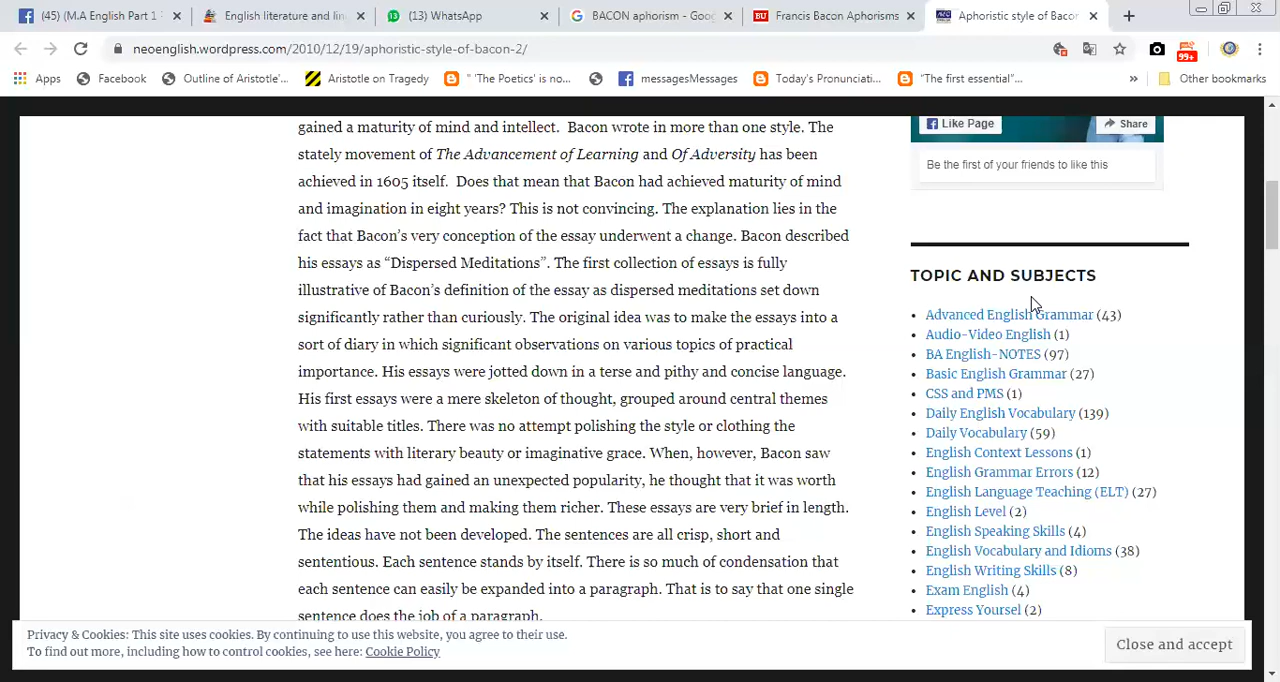 (45) (M.A English Part 1
English literature and lin
(13) WhatsApp
BACON aphorism - Goog
Francis Bacon Aphorisms
Aphoristic style of Bacon
neoenglish.wordpress.com/2010/12/19/aphoristic-style-of-bacon-2/
99+
Apps
Facebook
Outline of Aristotle'...
Aristotle on Tragedy
" 'The Poetics' is no...
messagesMessages
Today's Pronunciati...
"The first essential"...
»
Other bookmarks
gained a maturity of mind and intellect.  Bacon wrote in more than one style. The
stately movement of The Advancement of Learning and Of Adversity has been
achieved in 1605 itself.  Does that mean that Bacon had achieved maturity of mind
and imagination in eight years? This is not convincing. The explanation lies in the
fact that Bacon's very conception of the essay underwent a change. Bacon described
his essays as “Dispersed Meditations”. The first collection of essays is fully
illustrative of Bacon's definition of the essay as dispersed meditations set down
significantly rather than curiously. The original idea was to make the essays into a
sort of diary in which significant observations on various topics of practical
importance. His essays were jotted down in a terse and pithy and concise language.
His first essays were a mere skeleton of thought, grouped around central themes
with suitable titles. There was no attempt polishing the style or clothing the
statements with literary beauty or imaginative grace. When, however, Bacon saw
that his essays had gained an unexpected popularity, he thought that it was worth
while polishing them and making them richer. These essays are very brief in length.
The ideas have not been developed. The sentences are all crisp, short and
sententious. Each sentence stands by itself. There is so much of condensation that
each sentence can easily be expanded into a paragraph. That is to say that one single
sentence does the job of a paragraph.
Like Page
Share
Be the first of your friends to like this
TOPIC AND SUBJECTS
• Advanced English Grammar (43)
• Audio-Video English (1)
• BA English-NOTES (97)
• Basic English Grammar (27)
• CSS and PMS (1)
• Daily English Vocabulary (139)
• Daily Vocabulary (59)
• English Context Lessons (1)
• English Grammar Errors (12)
• English Language Teaching (ELT) (27)
• English Level (2)
• English Speaking Skills (4)
• English Vocabulary and Idioms (38)
• English Writing Skills (8)
• Exam English (4)
• Express Yoursel (2)
Privacy & Cookies: This site uses cookies. By continuing to use this website, you agree to their use.
To find out more, including how to control cookies, see here: Cookie Policy
Close and accept